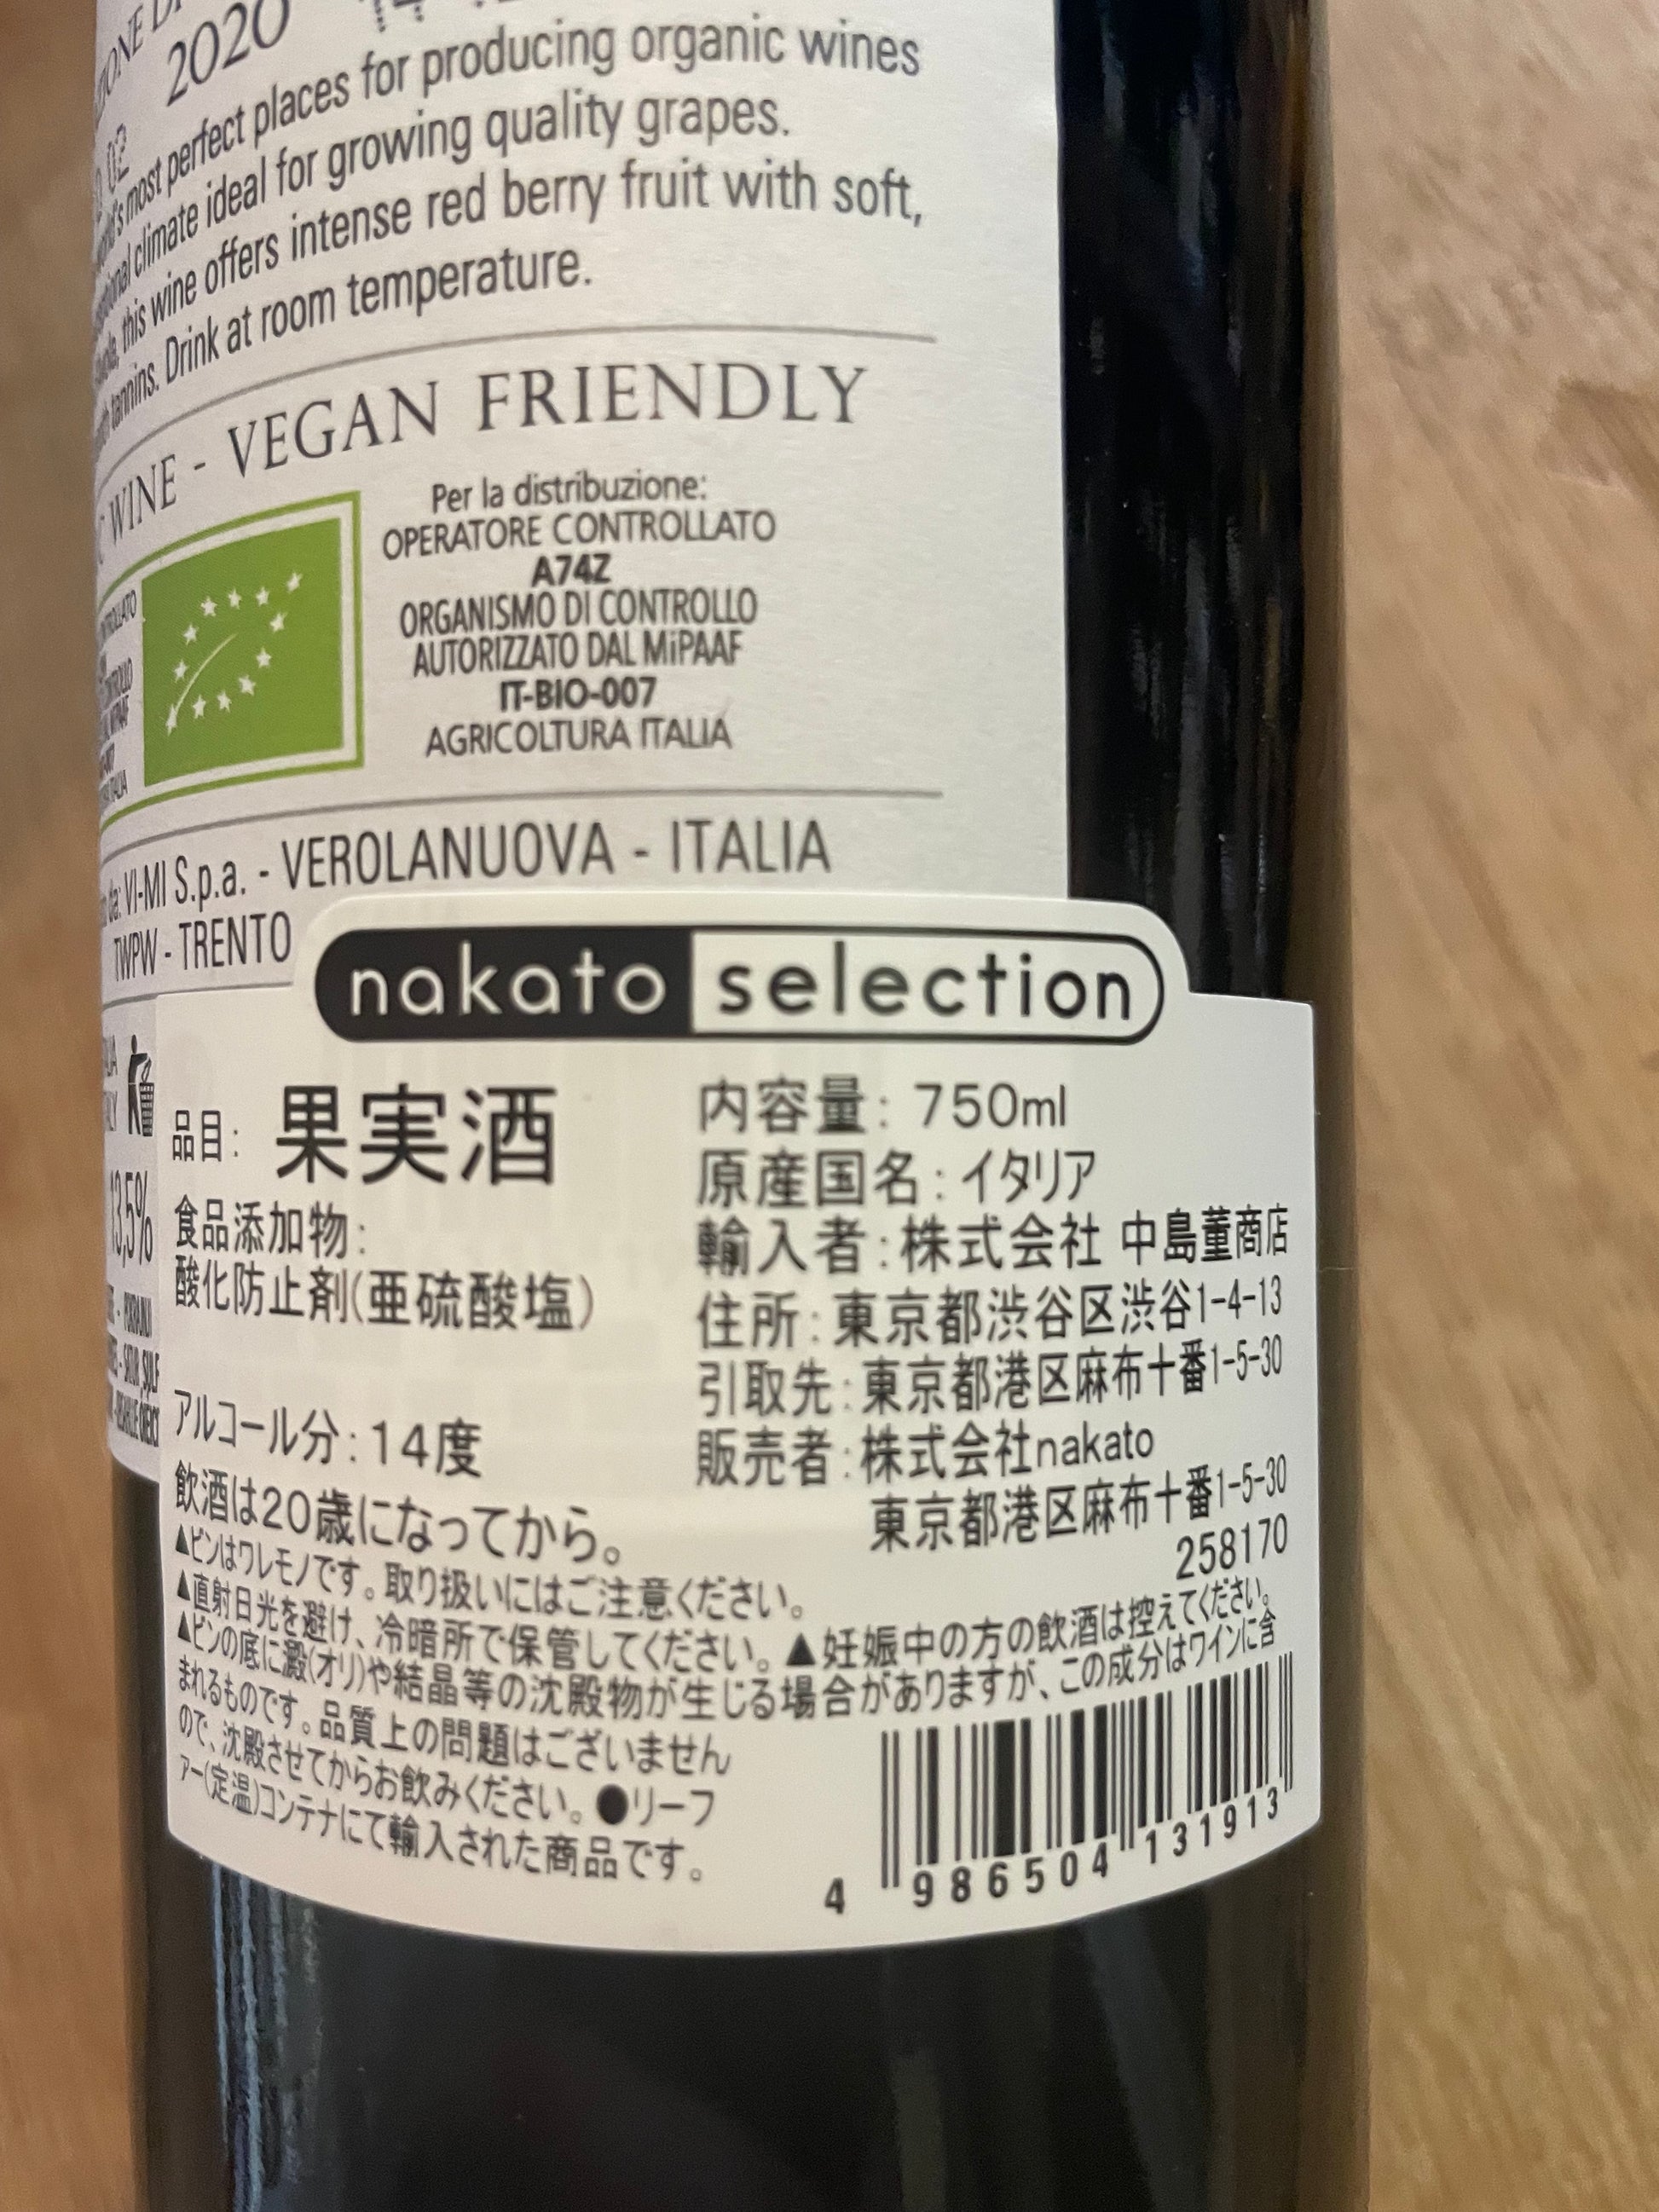 2020
most perfect places for producing organic wines
climate ideal for growing quality grapes.
this wine offers intense red berry fruit with soft,
tannins. Drink at room temperature.
WINE - VEGAN FRIENDLY
Per la distribuzione:
OPERATORE CONTROLLATO
A74Z
ORGANISMO DI CONTROLLO
AUTORIZZATO DAL MiPAAF
IT-BIO-007
AGRICOLTURA ITALIA
da: VI-MI S.p.a. - VEROLANUOVA - ITALIA
TWPW - TRENTO
nakato selection
13,5%
品目: 果実酒
食品添加物:
酸化防止剤(亜硫酸塩)
アルコール分:14度
内容量: 750ml
原産国名:イタリア
輸入者:株式会社 中島董商店
住所:東京都渋谷区渋谷1-4-13
引取先:東京都港区麻布十番1-5-30
販売者:株式会社nakato
東京都港区麻布十番1-5-30
258170
飲酒は20歳になってから。
▲ビンはワレモノです。取り扱いにはご注意ください。
▲直射日光を避け、冷暗所で保管してください。▲妊娠中の方の飲酒は控えてください。
▲ビンの底に澱(オリ)や結晶等の沈殿物が生じる場合がありますが、この成分はワインに含
まれるものです。品質上の問題はございません
ので、沈殿させてからお飲みください。●リーフ
ァー(定温)コンテナにて輸入された商品です。
4 986504 131913